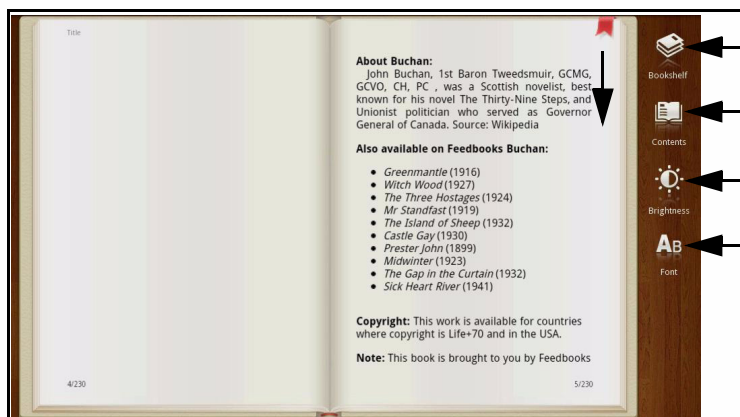 Title
About Buchan:
John Buchan, 1st Baron Tweedsmuir, GCMG,
GCVO, CH, PC , was a Scottish novelist, best
known for his novel The Thirty-Nine Steps, and
Unionist politician who served as Governor
General of Canada. Source: Wikipedia
Also available on Feedbooks Buchan:
• Greenmantle (1916)
• Witch Wood (1927)
• The Three Hostages (1924)
• Mr Standfast (1919)
• The Island of Sheep (1932)
• Castle Gay (1930)
• Prester John (1899)
• Midwinter (1923)
• The Gap in the Curtain (1932)
• Sick Heart River (1941)
Copyright: This work is available for countries
where copyright is Life+70 and in the USA.
Note: This book is brought to you by Feedbooks
4/230
5/230
Bookshelf
Contents
Brightness
AB
Font